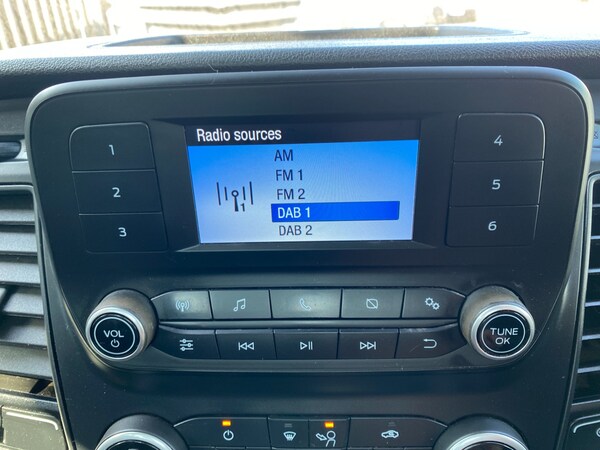 Radio sources
AM
FM 1
FM 2
DAB 1
DAB 2
1
1
2
3
4
5
6
VOL
TUNE
OK